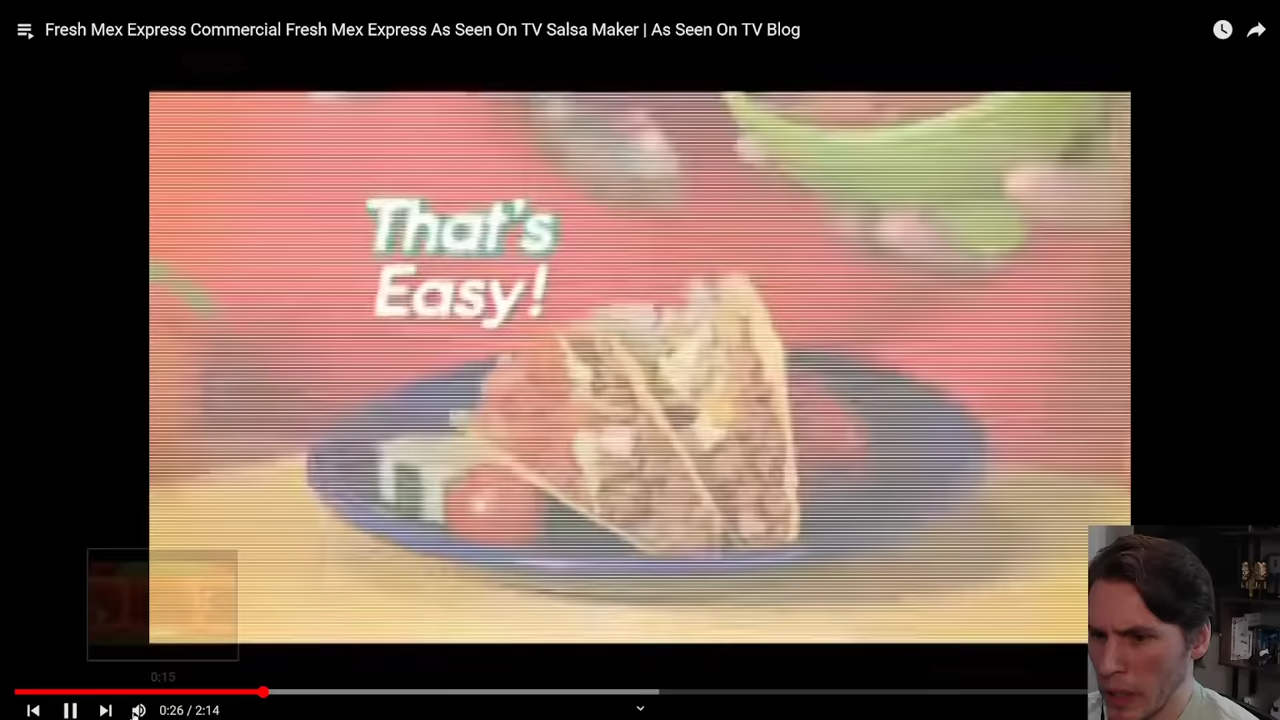 Fresh Mex Express Commercial Fresh Mex Express As Seen On TV Salsa Maker | As Seen On TV Blog
That's
Easy!
0:15
0:26 / 2:14